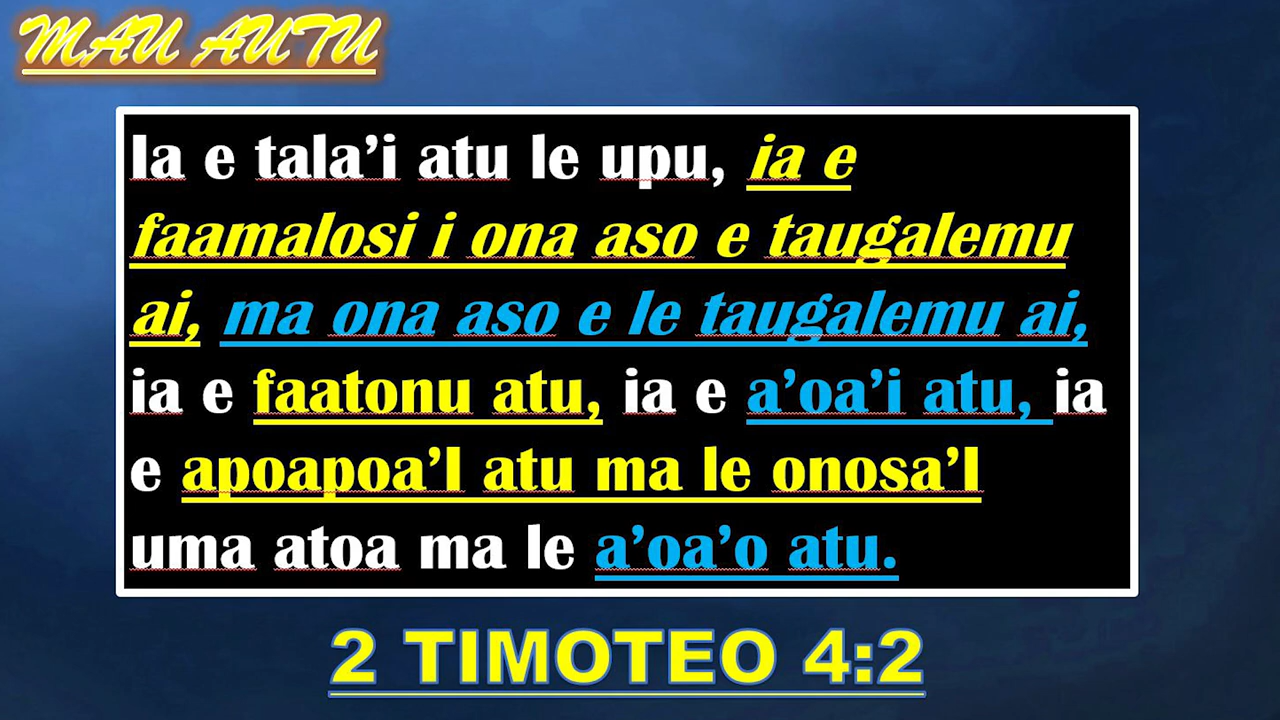 MAU AUTU
Ia e tala’i atu le upu, ia e
faamalosi i ona aso e taugalemu
ai, ma ona aso e le taugalemu ai,
ia e faatonu atu, ia e a’oa’i atu, ia
e apoapoa’I atu ma le onosa’I
uma atoa ma le a’oa’o atu.
2 TIMOTEO 4:2